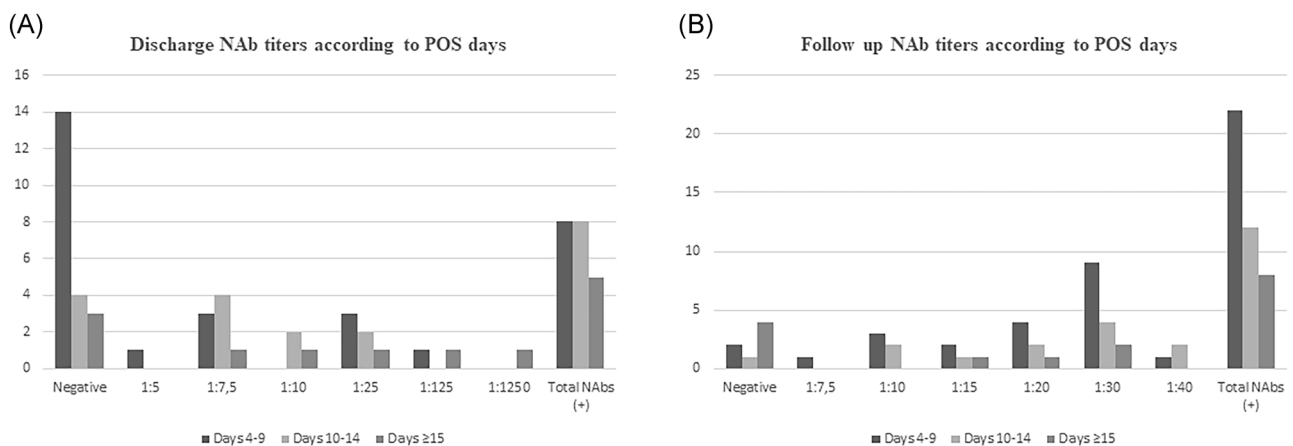 (A)
Discharge NAb titers according to POS days
16
14
12
10
8
6
4
2
0
Negative 1:5 1:7,5 1:10 1:25 1:125 1:1250 Total NAbs
(+)
Days 4-9 Days 10-14 Days ≥15
(B)
Follow up NAb titers according to POS days
25
20
15
10
5
0
Negative 1:7,5 1:10 1:15 1:20 1:30 1:40 Total NAbs
(+)
Days 4-9 Days 10-14 Days ≥15